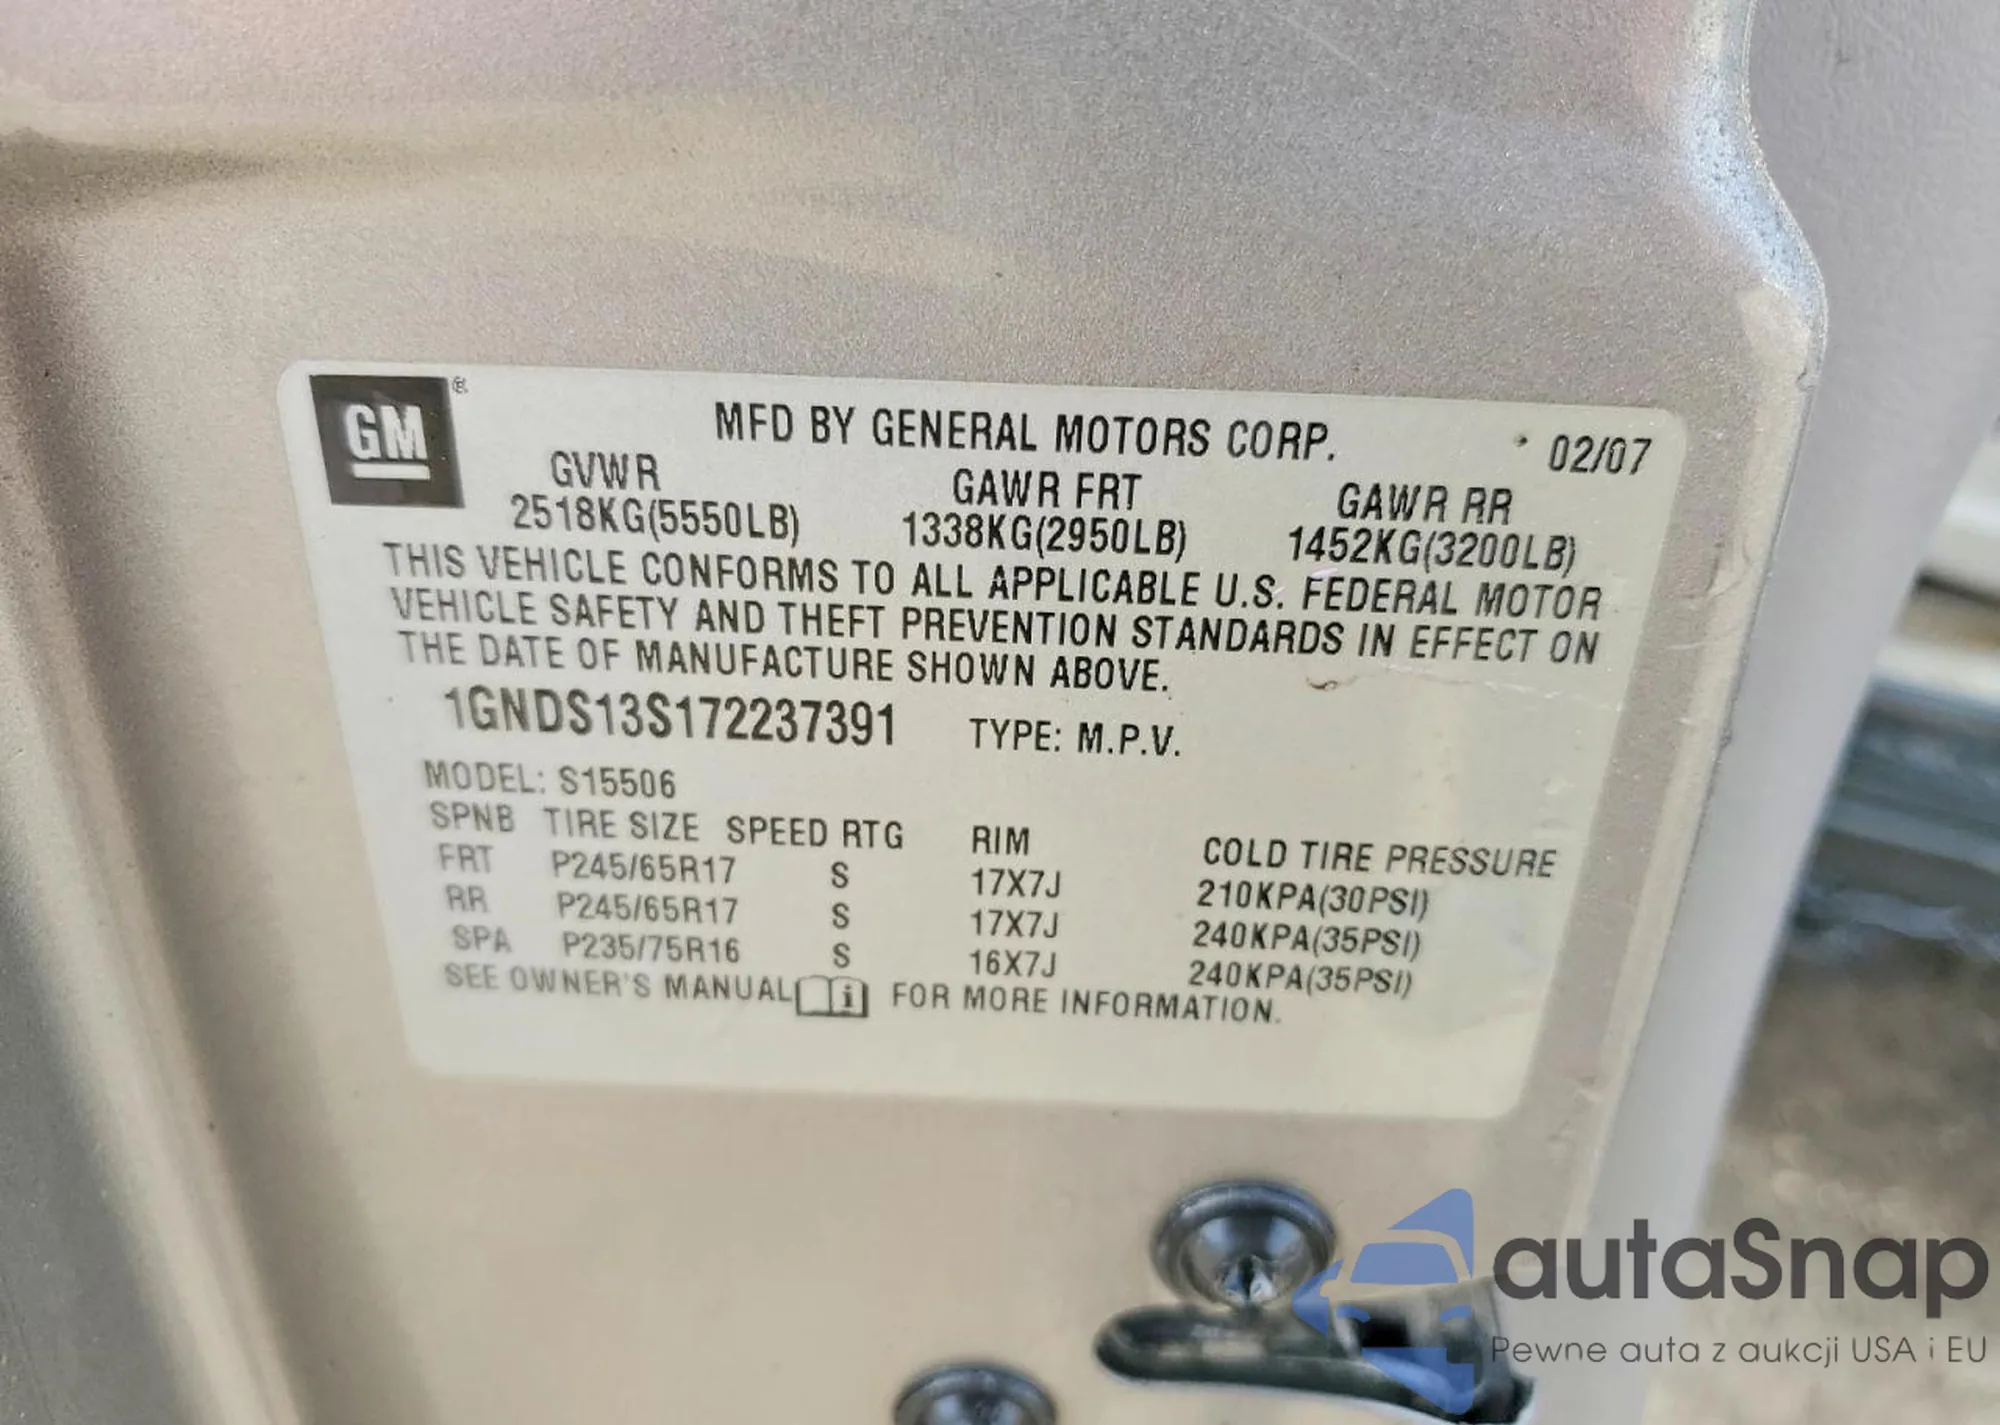 GM ®
MFD BY GENERAL MOTORS CORP. 02/07
GVWR GAWR FRT GAWR RR
2518KG(5550LB) 1338KG(2950LB) 1452KG(3200LB)
THIS VEHICLE CONFORMS TO ALL APPLICABLE U.S. FEDERAL MOTOR
VEHICLE SAFETY AND THEFT PREVENTION STANDARDS IN EFFECT ON
THE DATE OF MANUFACTURE SHOWN ABOVE.
1GNDS13S172237391 TYPE: M.P.V.
MODEL: S15506
SPNB TIRE SIZE SPEED RTG RIM COLD TIRE PRESSURE
FRT P245/65R17 S 17X7J 210KPA(30PSI)
RR P245/65R17 S 17X7J 240KPA(35PSI)
SPA P235/75R16 S 16X7J 240KPA(35PSI)
SEE OWNER'S MANUAL i FOR MORE INFORMATION.
autaSnap
Pewne auta z aukcji USA i EU